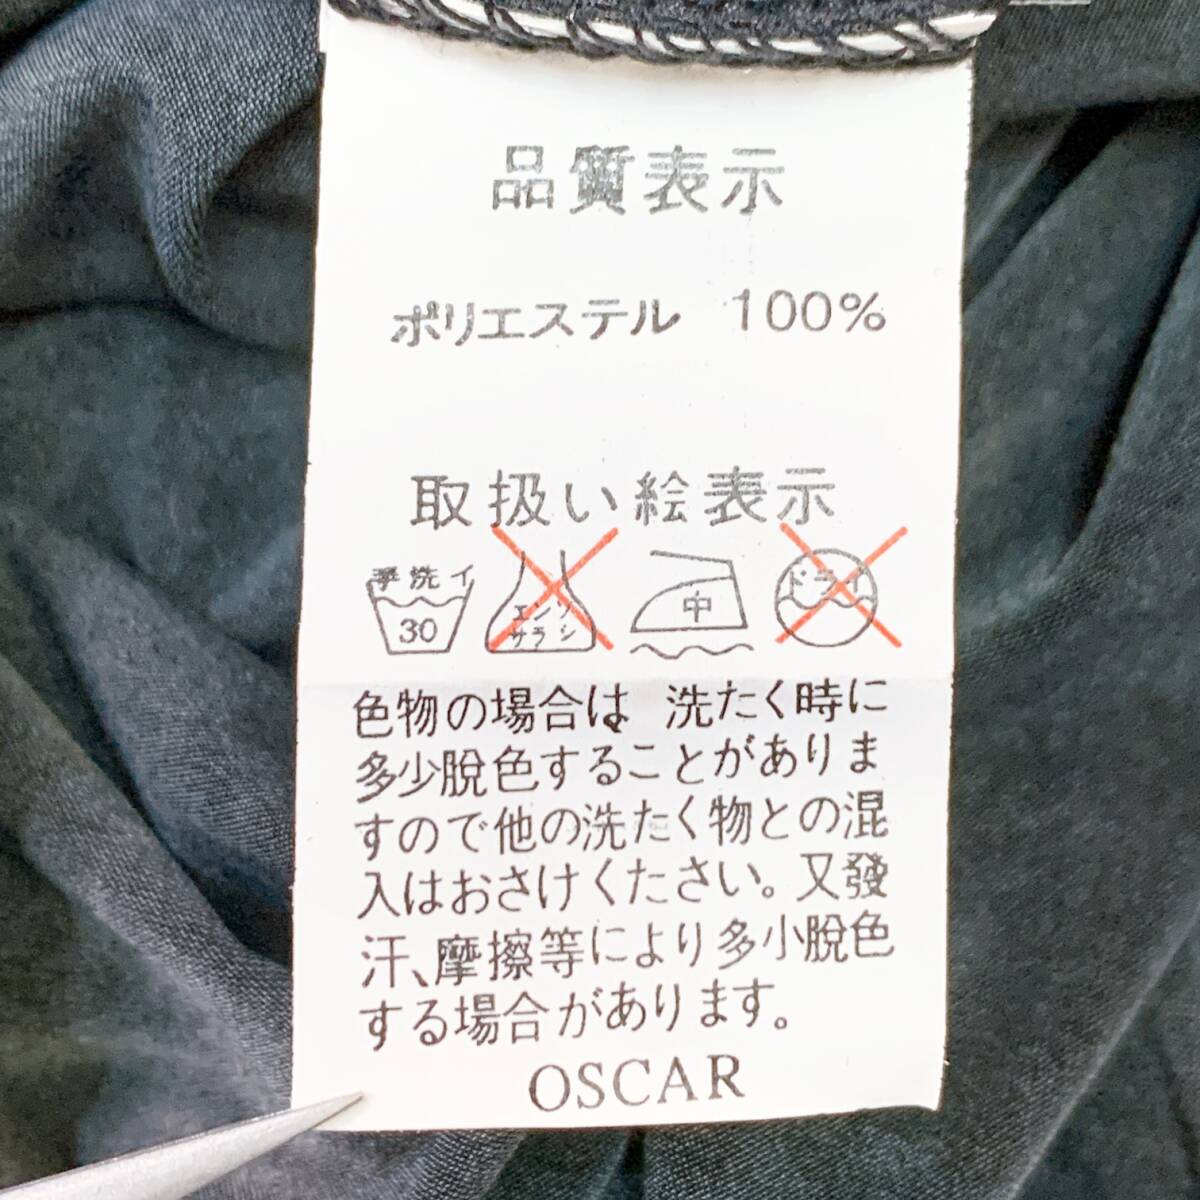 品質表示
ポリエステル 100%
取扱い絵表示
手洗イ 30
エンソサラシ
中
ドライ
色物の場合は 洗たく時に
多少脱色することがありま
すので他の洗たく物との混
入はおさけください。又發
汗、摩擦等により多小脱色
する場合があります。
OSCAR